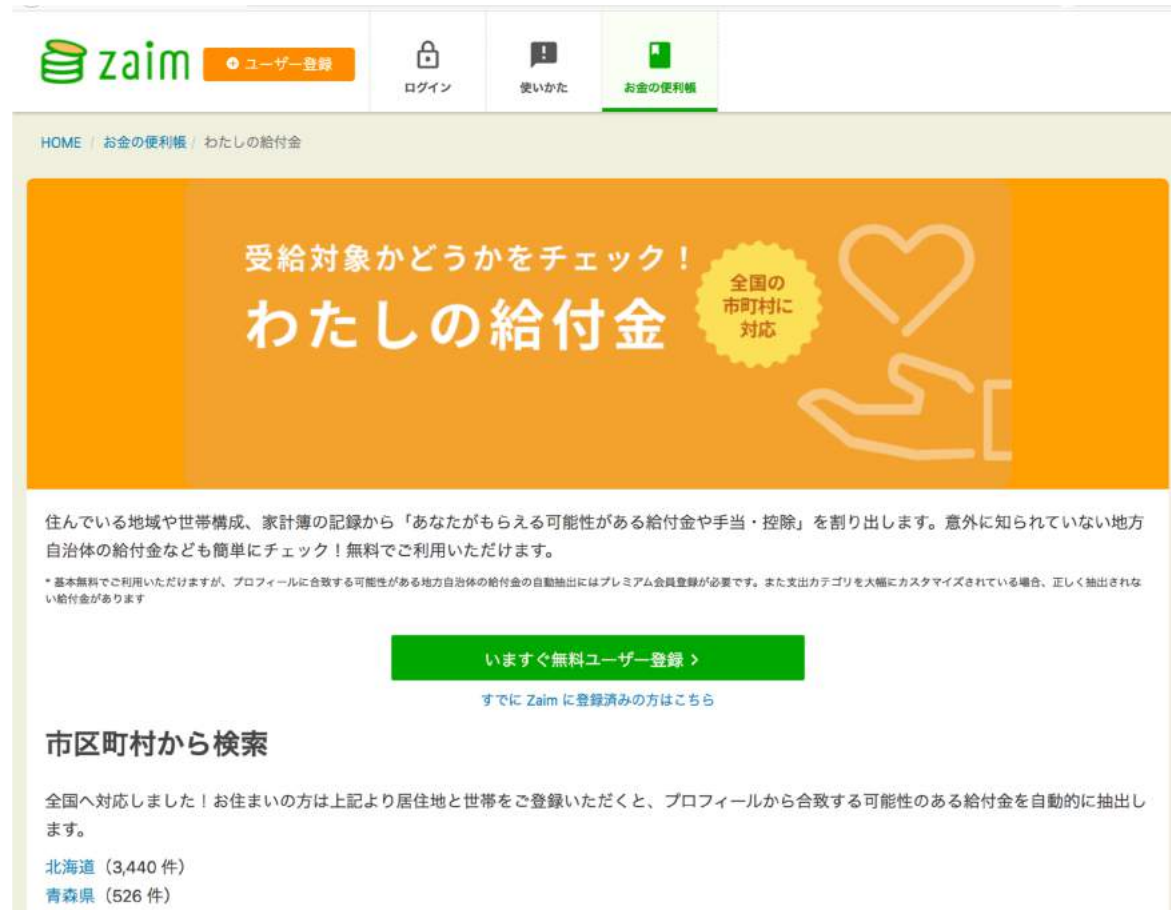 zaim
ユーザー登録
ログイン
使いかた
お金の便利帳
HOME / お金の便利帳 / わたしの給付金
受給対象かどうかをチェック！
わたしの給付金
全国の
市町村に
対応
住んでいる地域や世帯構成、家計簿の記録から「あなたがもらえる可能性がある給付金や手当・控除」を割り出します。意外に知られていない地方
自治体の給付金なども簡単にチェック！無料でご利用いただけます。
* 基本無料でご利用いただけますが、プロフィールに合致する可能性がある地方自治体の給付金の自動抽出にはプレミアム会員登録が必要です。また支出カテゴリを大幅にカスタマイズされている場合、正しく抽出されな
い給付金があります
いますぐ無料ユーザー登録 >
すでに Zaim に登録済みの方はこちら
市区町村から検索
全国へ対応しました！お住まいの方は上記より居住地と世帯をご登録いただくと、プロフィールから合致する可能性のある給付金を自動的に抽出し
ます。
北海道（3,440 件）
青森県（526 件）